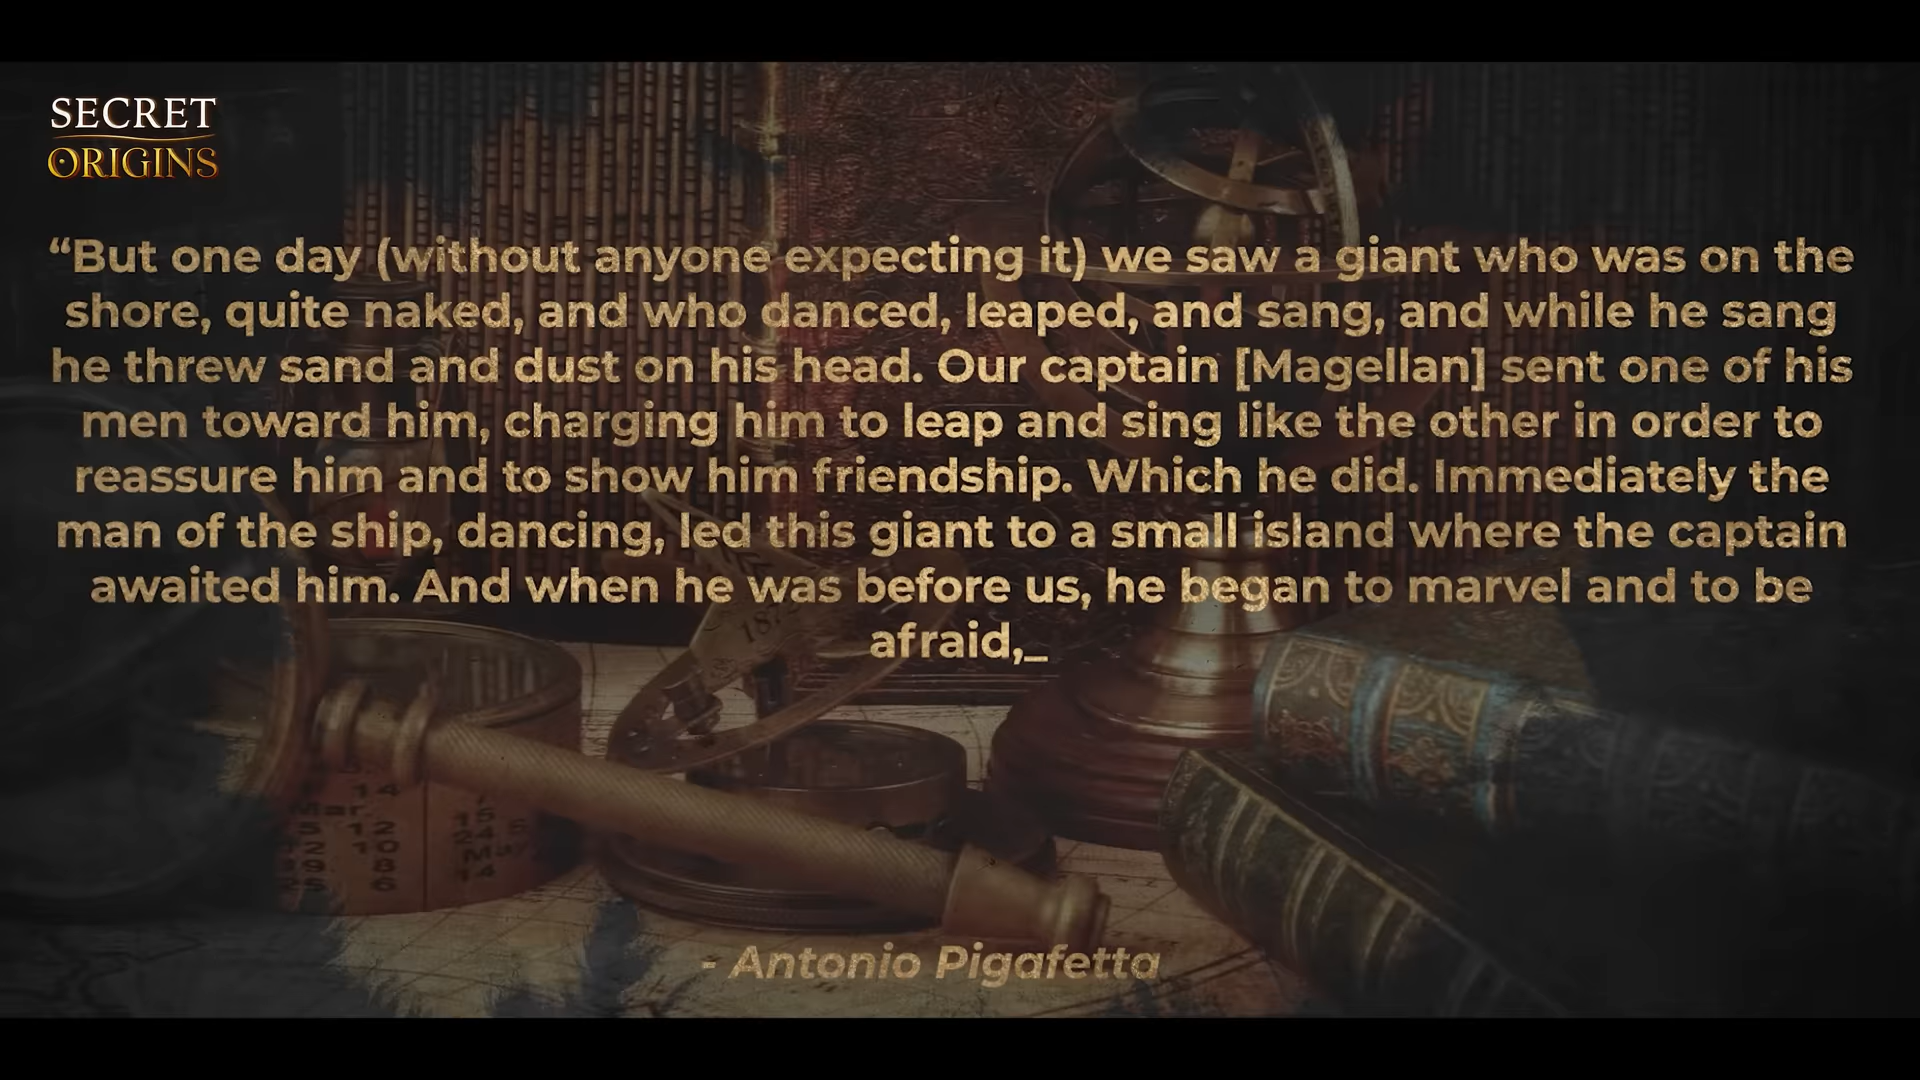 SECRET
ORIGINS
“But one day (without anyone expecting it) we saw a giant who was on the
shore, quite naked, and who danced, leaped, and sang, and while he sang
he threw sand and dust on his head. Our captain [Magellan] sent one of his
men toward him, charging him to leap and sing like the other in order to
reassure him and to show him friendship. Which he did. Immediately the
man of the ship, dancing, led this giant to a small island where the captain
awaited him. And when he was before us, he began to marvel and to be
afraid,_
- Antonio Pigafetta